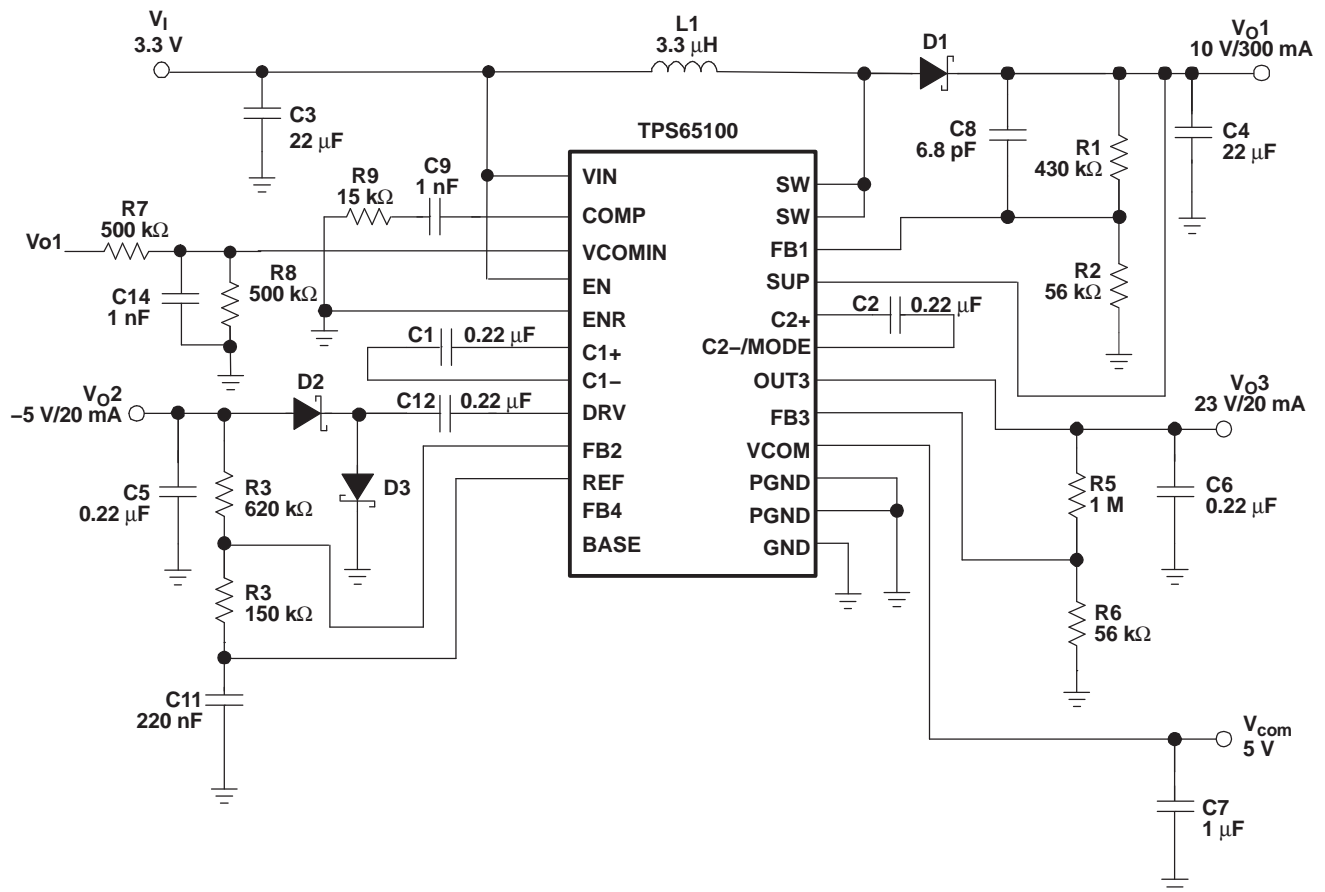 VI
3.3 V
L1
3.3 μH
D1
VO1
10 V/300 mA
C3
22 μF
TPS65100
C8
6.8 pF
R1
430 kΩ
C4
22 μF
R9
15 kΩ
C9
1 nF
VIN
COMP
VCOMIN
EN
ENR
C1+
C1–
DRV
FB2
REF
FB4
BASE
SW
SW
FB1
SUP
C2+
C2–/MODE
OUT3
FB3
VCOM
PGND
PGND
GND
Vo1
R7
500 kΩ
R8
500 kΩ
C14
1 nF
R2
56 kΩ
C2
0.22 μF
C1
0.22 μF
VO2
–5 V/20 mA
D2
C12
0.22 μF
VO3
23 V/20 mA
C5
0.22 μF
R3
620 kΩ
D3
R5
1 M
C6
0.22 μF
R3
150 kΩ
R6
56 kΩ
C11
220 nF
Vcom
5 V
C7
1 μF